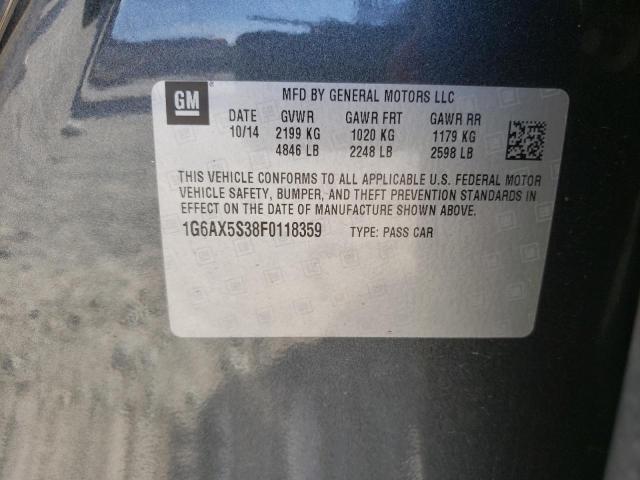 GM ®
MFD BY GENERAL MOTORS LLC
DATE GVWR GAWR FRT GAWR RR
10/14 2199 KG 1020 KG 1179 KG
4846 LB 2248 LB 2598 LB
THIS VEHICLE CONFORMS TO ALL APPLICABLE U.S. FEDERAL MOTOR
VEHICLE SAFETY, BUMPER, AND THEFT PREVENTION STANDARDS IN
EFFECT ON THE DATE OF MANUFACTURE SHOWN ABOVE.
1G6AX5S38F0118359 TYPE: PASS CAR